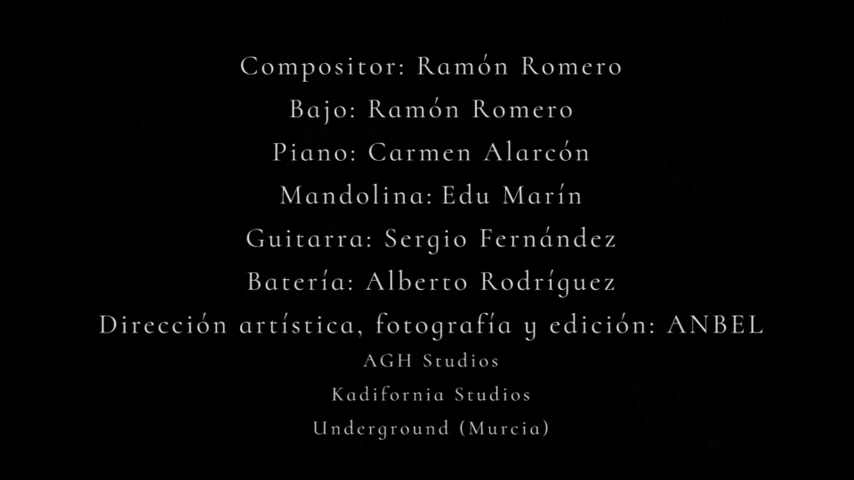 Compositor: Ramón Romero
Bajo: Ramón Romero
Piano: Carmen Alarcón
Mandolina: Edu Marín
Guitarra: Sergio Fernández
Batería: Alberto Rodríguez
Dirección artística, fotografía y edición: ANBEL
AGH Studios
Kadifornia Studios
Underground (Murcia)